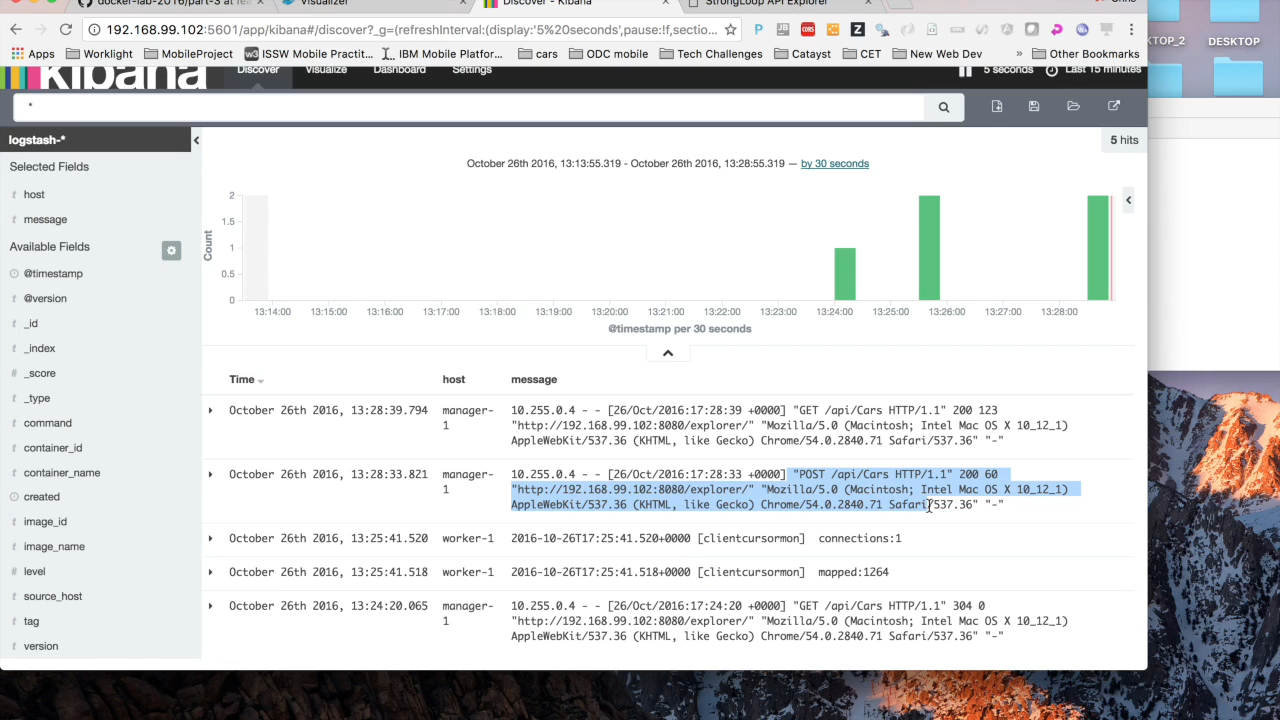 docker-lab-2016/part-3 at
Visualizer
Discover - Kibana
StrongLoop API Explorer
192.168.99.102:5601/app/kibana#/discover?_g=(refreshInterval:(display:'5%20seconds',pause:!f,sectio...
Apps Worklight MobileProject ISSW Mobile Practit... IBM Mobile Platfor... cars ODC mobile Tech Challenges Catayst CET New Web Dev » Other Bookmarks
DESKTOP
kibana Discover Visualize Dashboard Settings 5 seconds Last 15 minutes
*
logstash-*
5 hits
Selected Fields
t host
t message
Available Fields
@timestamp
t @version
t _id
t _index
# _score
t _type
t command
t container_id
t container_name
created
t image_id
t image_name
# level
t source_host
t tag
t version
October 26th 2016, 13:13:55.319 - October 26th 2016, 13:28:55.319 — by 30 seconds
Count
2
1.5
1
0.5
0
13:14:00 13:15:00 13:16:00 13:17:00 13:18:00 13:19:00 13:20:00 13:21:00 13:22:00 13:23:00 13:24:00 13:25:00 13:26:00 13:27:00 13:28:00
@timestamp per 30 seconds
Time host message
October 26th 2016, 13:28:39.794 manager- 10.255.0.4 - - [26/Oct/2016:17:28:39 +0000] "GET /api/Cars HTTP/1.1" 200 123
1 "http://192.168.99.102:8080/explorer/" "Mozilla/5.0 (Macintosh; Intel Mac OS X 10_12_1)
AppleWebKit/537.36 (KHTML, like Gecko) Chrome/54.0.2840.71 Safari/537.36" "-"
October 26th 2016, 13:28:33.821 manager- 10.255.0.4 - - [26/Oct/2016:17:28:33 +0000] "POST /api/Cars HTTP/1.1" 200 60
1 "http://192.168.99.102:8080/explorer/" "Mozilla/5.0 (Macintosh; Intel Mac OS X 10_12_1)
AppleWebKit/537.36 (KHTML, like Gecko) Chrome/54.0.2840.71 Safari/537.36" "-"
October 26th 2016, 13:25:41.520 worker-1 2016-10-26T17:25:41.520+0000 [clientcursormon] connections:1
October 26th 2016, 13:25:41.518 worker-1 2016-10-26T17:25:41.518+0000 [clientcursormon] mapped:1264
October 26th 2016, 13:24:20.065 manager- 10.255.0.4 - - [26/Oct/2016:17:24:20 +0000] "GET /api/Cars HTTP/1.1" 304 0
1 "http://192.168.99.102:8080/explorer/" "Mozilla/5.0 (Macintosh; Intel Mac OS X 10_12_1)
AppleWebKit/537.36 (KHTML, like Gecko) Chrome/54.0.2840.71 Safari/537.36" "-"